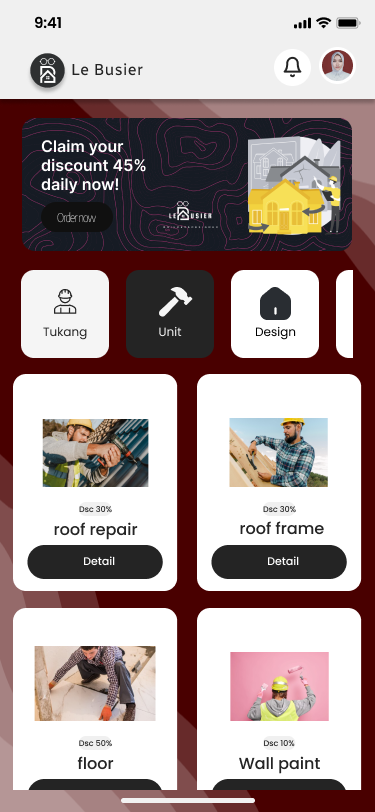 9:41
Le Busier
Claim your
discount 45%
daily now!
Order now
LE BUSIER
Tukang
Unit
Design
Dsc 30%
roof repair
Detail
Dsc 30%
roof frame
Detail
Dsc 50%
floor
Dsc 10%
Wall paint